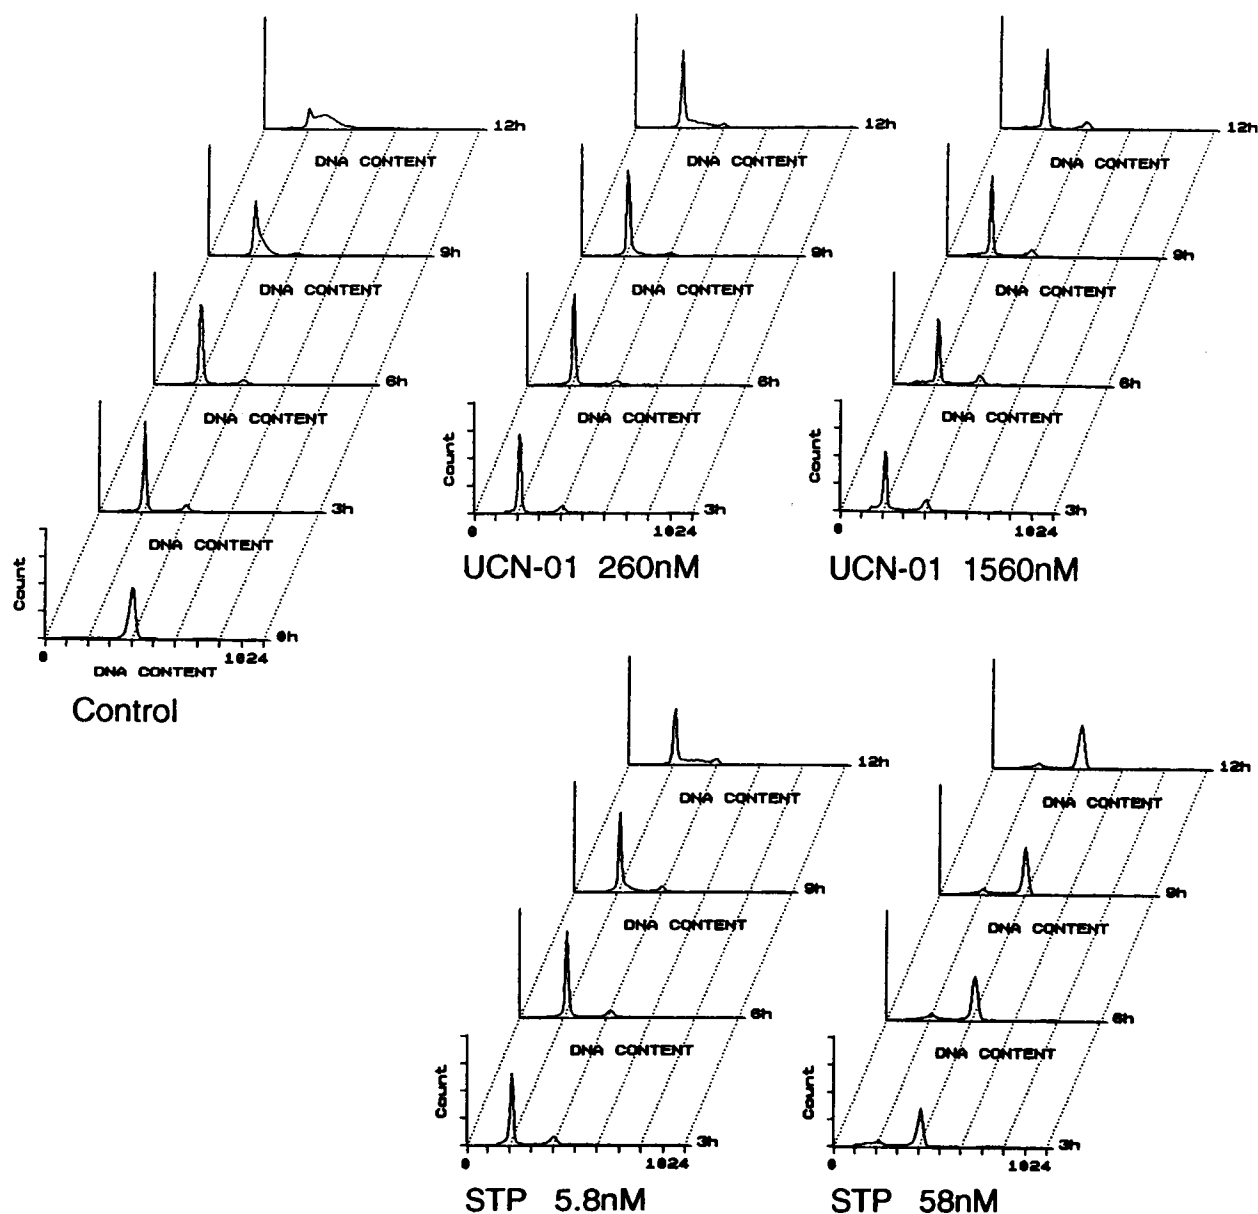 12h
DNA CONTENT
9h
DNA CONTENT
6h
DNA CONTENT
3h
DNA CONTENT
Count
0h
0 1024
DNA CONTENT
Control
12h
DNA CONTENT
9h
DNA CONTENT
6h
DNA CONTENT
Count
3h
0 1024
UCN-01 260nM
12h
DNA CONTENT
9h
DNA CONTENT
6h
DNA CONTENT
Count
3h
0 1024
UCN-01 1560nM
12h
DNA CONTENT
9h
DNA CONTENT
6h
DNA CONTENT
Count
3h
0 1024
STP 5.8nM
12h
DNA CONTENT
9h
DNA CONTENT
6h
DNA CONTENT
Count
3h
0 1024
STP 58nM